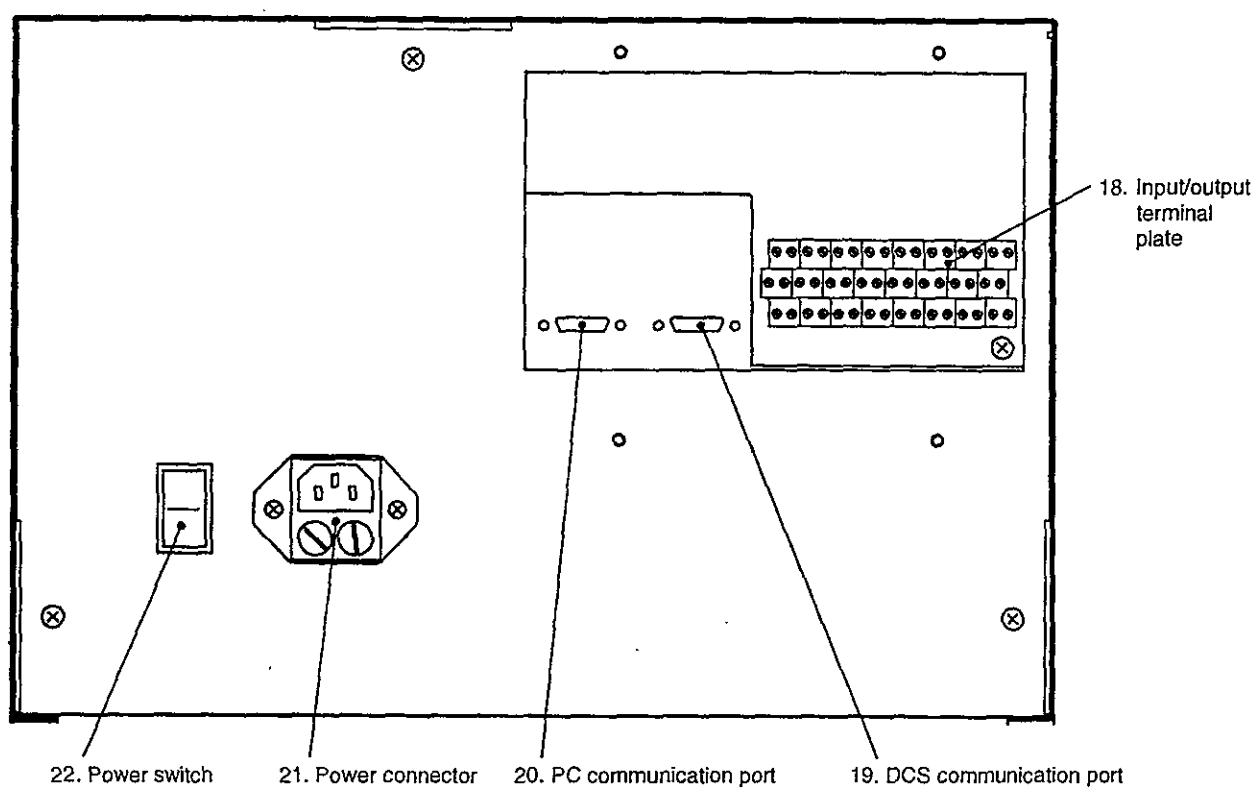 18. Input/output
terminal
plate
22. Power switch
21. Power connector
20. PC communication port
19. DCS communication port